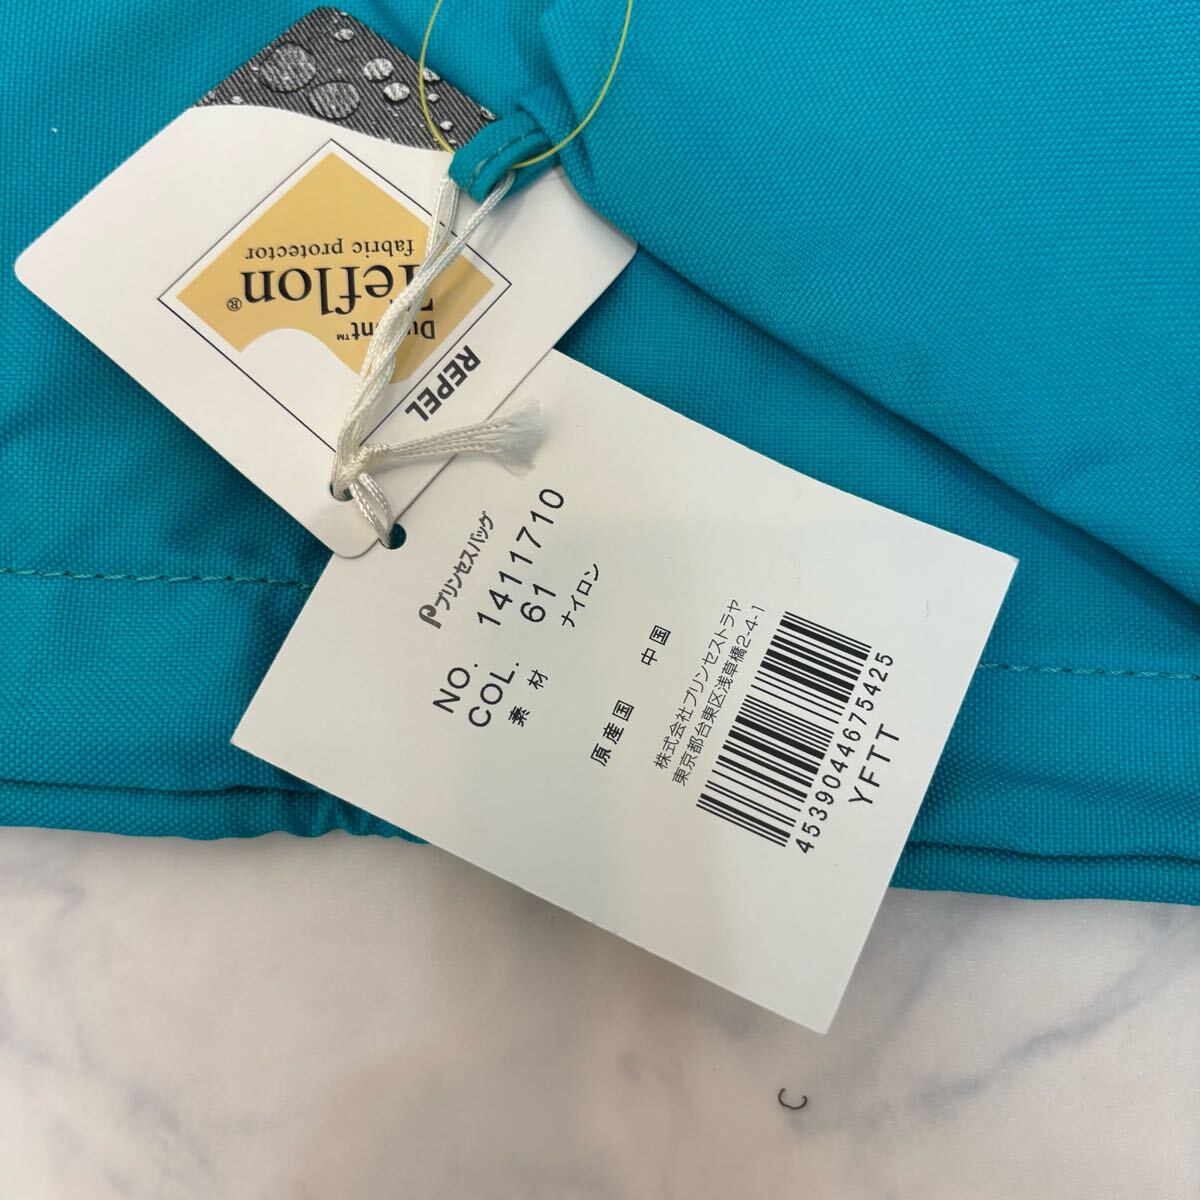 DuPont™
Teflon®
fabric protector
REPEL
プリンセスバッグ
NO. 1411710
COL. 61
素材 ナイロン
原産国 中国
株式会社プリンセストラヤ
東京都台東区浅草橋2-4-1
4539044675425
YFTT